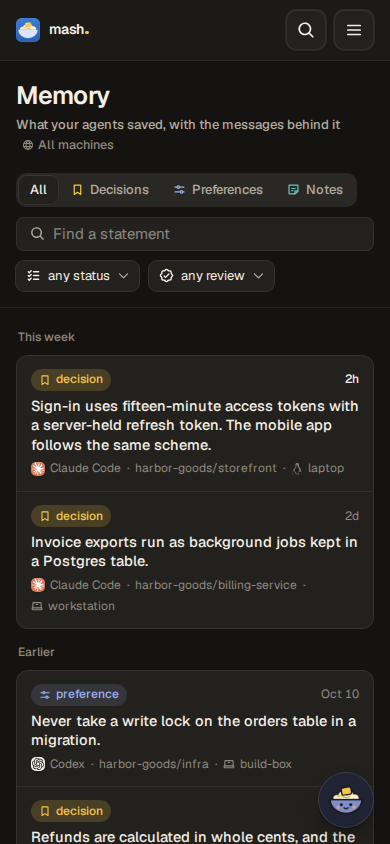 mash.
Memory
What your agents saved, with the messages behind it
All machines
All Decisions Preferences Notes
Find a statement
any status any review
This week
decision 2h
Sign-in uses fifteen-minute access tokens with
a server-held refresh token. The mobile app
follows the same scheme.
Claude Code · harbor-goods/storefront · laptop
decision 2d
Invoice exports run as background jobs kept in
a Postgres table.
Claude Code · harbor-goods/billing-service ·
workstation
Earlier
preference Oct 10
Never take a write lock on the orders table in a
migration.
Codex · harbor-goods/infra · build-box
decision
Refunds are calculated in whole cents, and the